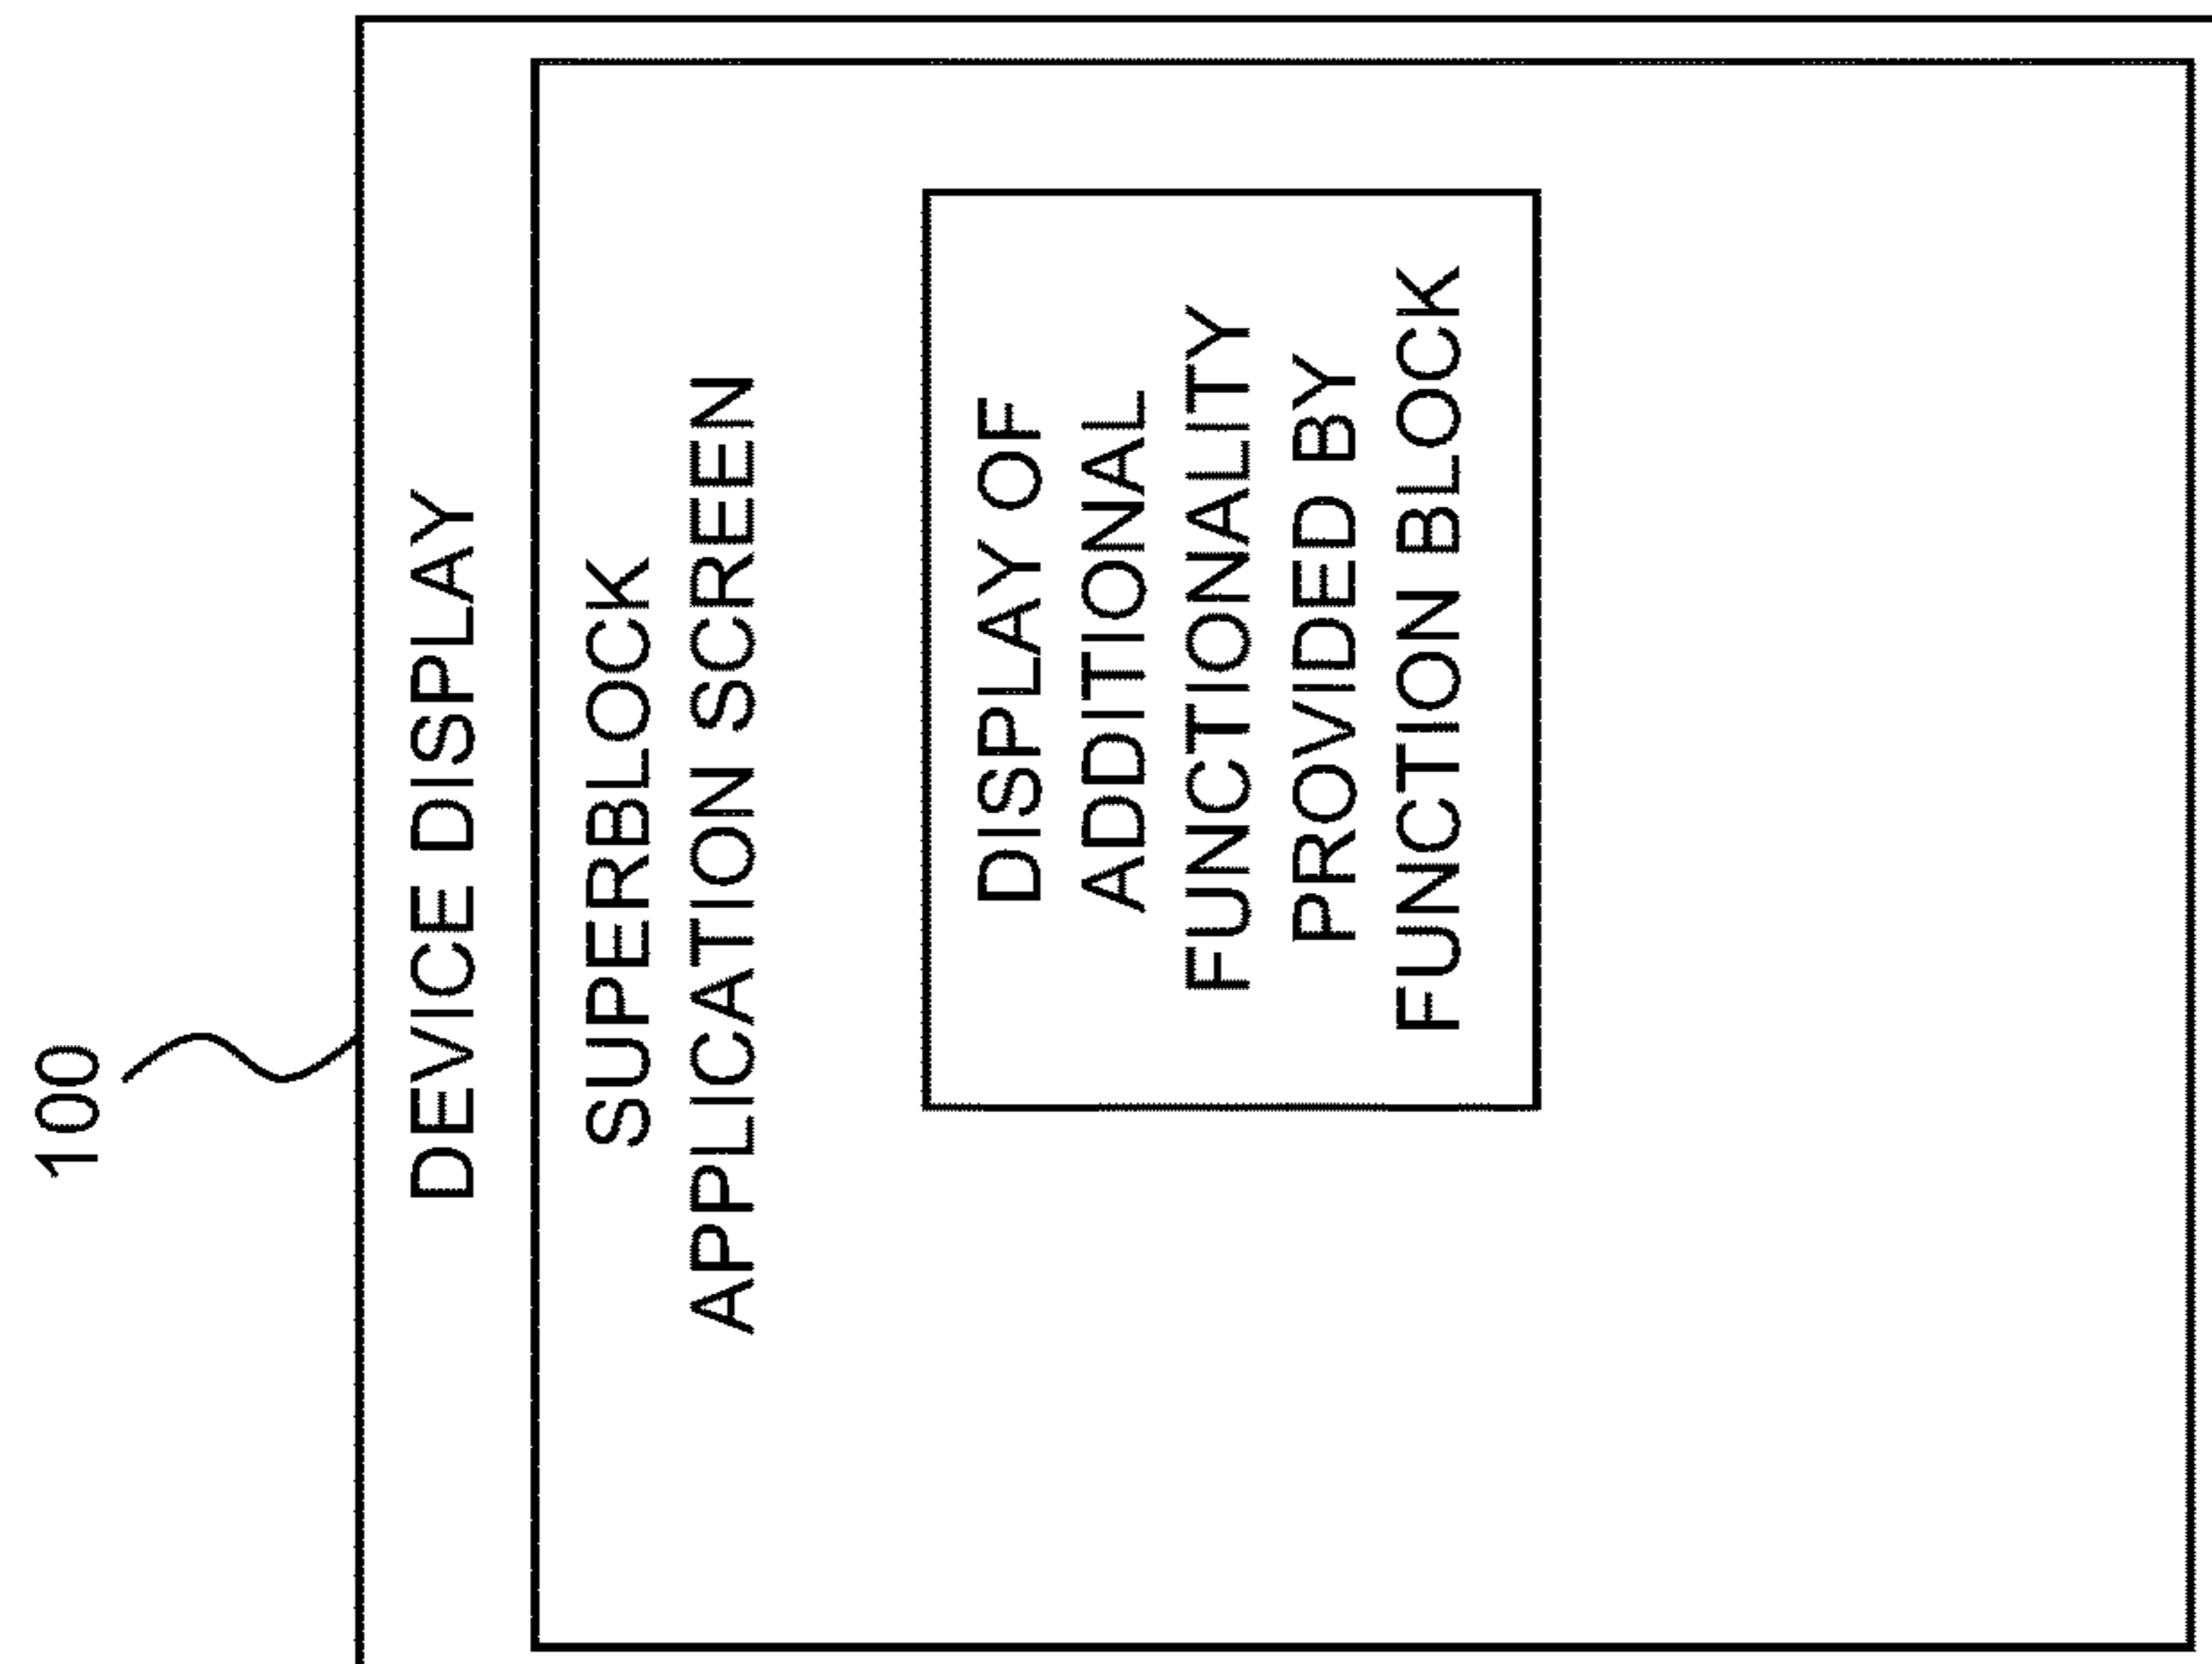 100
DEVICE DISPLAY
SUPERBLOCK
APPLICATION SCREEN
DISPLAY OF
ADDITIONAL
FUNCTIONALITY
PROVIDED BY
FUNCTION BLOCK